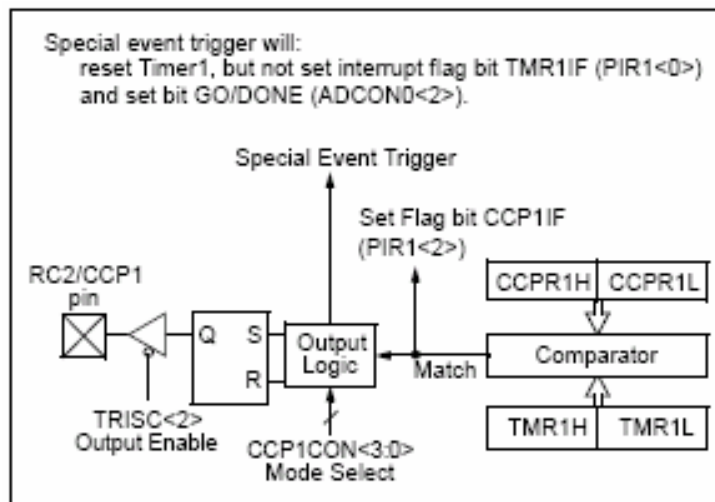 Special event trigger will:
reset Timer1, but not set interrupt flag bit TMR1IF (PIR1<0>)
and set bit GO/DONE (ADCON0<2>).
Special Event Trigger
Set Flag bit CCP1IF
(PIR1<2>)
RC2/CCP1
pin
CCPR1H CCPR1L
Q S
R
Output
Logic
Match
Comparator
TRISC<2>
Output Enable
CCP1CON<3:0>
Mode Select
TMR1H TMR1L